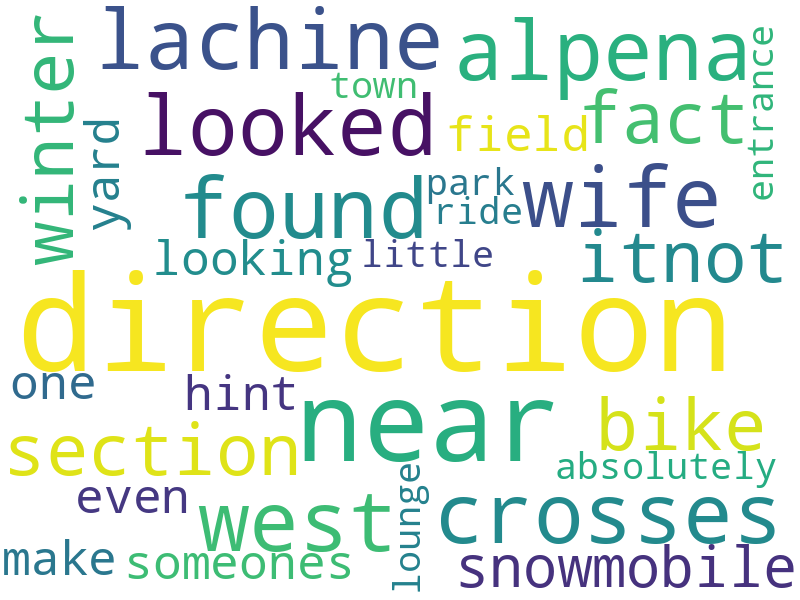 winter
lachine
alpena
entrance
town
looked
field
fact
yard
found
park
wife
ride
looking
little
itnot
direction
one
hint
near
bike
section
absolutely
even
west
lounge
crosses
make
someones
snowmobile